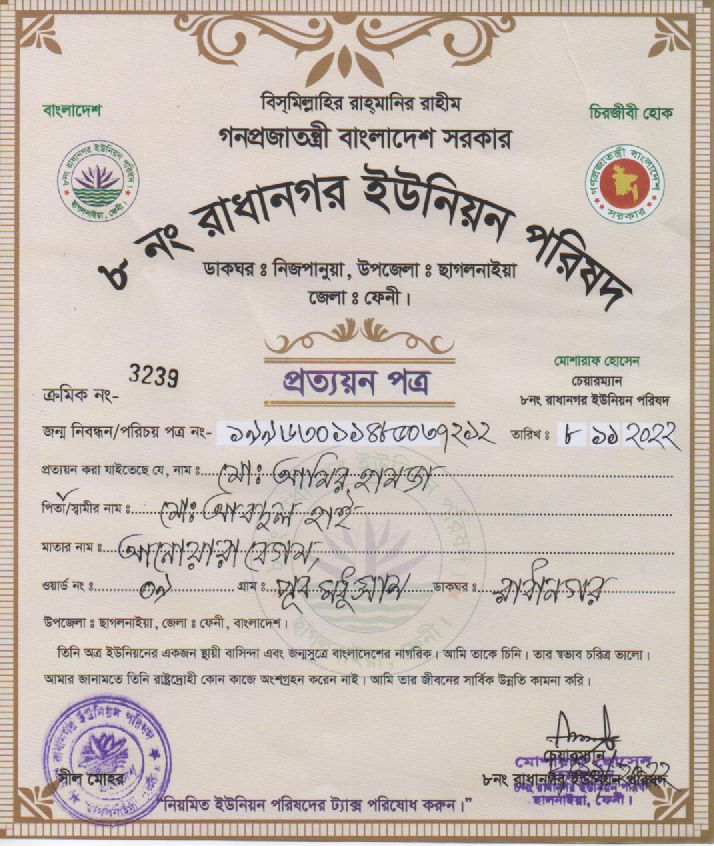 বিস্‌মিল্লাহির রাহ্‌মানির রাহীম
বাংলাদেশ
চিরজীবী হোক
গনপ্রজাতন্ত্রী বাংলাদেশ সরকার
৮ নং রাধানগর ইউনিয়ন পরিষদ
ডাকঘর ঃ নিজপানুয়া, উপজেলা ঃ ছাগলনাইয়া
জেলা ঃ ফেনী।
মোশারাফ হোসেন
চেয়ারম্যান
৮নং রাধানগর ইউনিয়ন পরিষদ
ক্রমিক নং- 3239
প্রত্যয়ন পত্র
জন্ম নিবন্ধন/পরিচয় পত্র নং- তারিখ ঃ ৮ ১১ 2022
প্রত্যয়ন করা যাইতেছে যে, নাম ঃ মোঃ আমির হামজা
পিতা/স্বামীর নাম ঃ মোঃ আবদুল হাই
মাতার নাম ঃ আনোয়ারা বেগম,
ওয়ার্ড নং ঃ ০৯ গ্রাম ঃ পূর্ব মধুগ্রাম ডাকঘর ঃ রাধানগর
উপজেলা ঃ ছাগলনাইয়া, জেলা ঃ ফেনী, বাংলাদেশ।
তিনি অত্র ইউনিয়নের একজন স্থায়ী বাসিন্দা এবং জন্মসুত্রে বাংলাদেশের নাগরিক। আমি তাকে চিনি। তার স্বভাব চরিত্র ভালো।
আমার জানামতে তিনি রাষ্ট্রদ্রোহী কোন কাজে অংশগ্রহন করেন নাই। আমি তার জীবনের সার্বিক উন্নতি কামনা করি।
সীল মোহর
চেয়ারম্যান
মোশারাফ হোসেন
৮নং রাধানগর ইউনিয়ন পরিষদ
ছাগলনাইয়া, ফেনী।
"নিয়মিত ইউনিয়ন পরিষদের ট্যাক্স পরিষোধ করুন।"